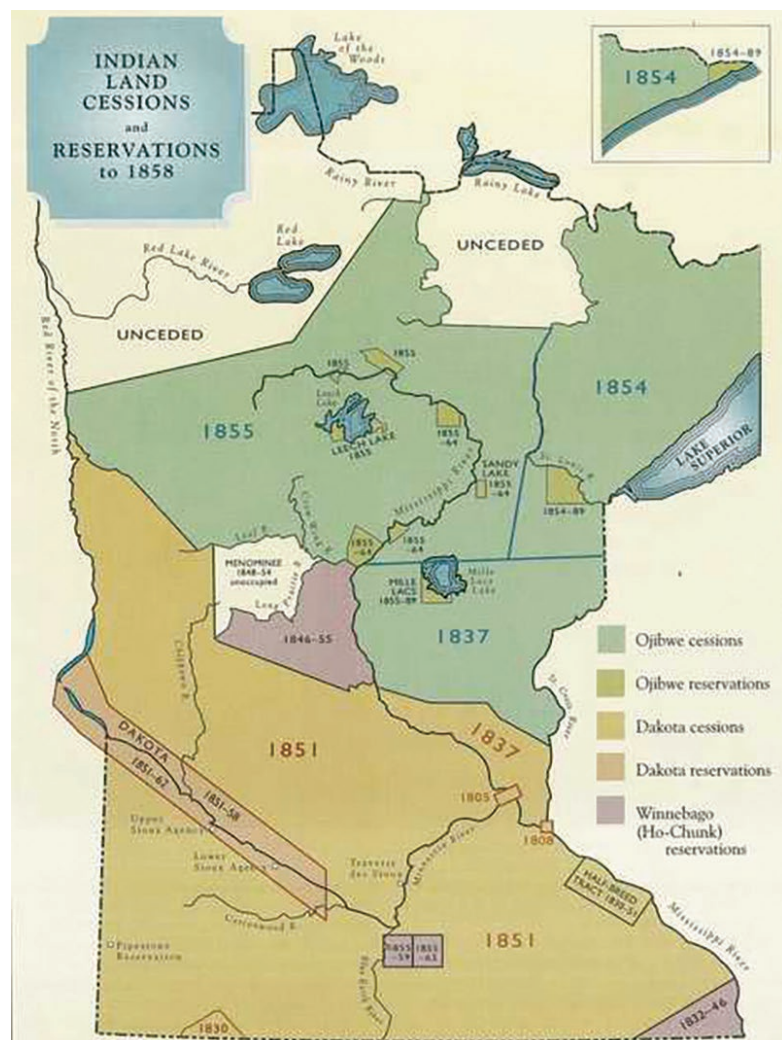 INDIAN
LAND
CESSIONS
and
RESERVATIONS
to 1858
Lake
of the
Woods
1854-89
1854
Rainy River
Rainy Lake
Red
Lake
Red Lake River
UNCEDED
UNCEDED
Red River of the North
1855
1855
1854
1855
Leech
Lake
LEECH LAKE
1855
1855
-64
Mississippi River
SANDY
LAKE
1855
-64
St. Louis R.
1854-89
LAKE
SUPERIOR
Crow Wing R.
Leaf R.
1855
-64
1855
-64
MENOMINEE
1848-54
unoccupied
Long Prairie R.
MILLE
LACS
1855-89
Mille
Lacs
Lake
1846-55
1837
Chippewa R.
St. Croix River
Ojibwe cessions
Ojibwe reservations
Dakota cessions
Dakota reservations
Winnebago
(Ho-Chunk)
reservations
DAKOTA
1851-62
1851-58
1851
1837
1805
1808
Upper
Sioux Agency
Lower
Sioux Agency
Traverse
des Sioux
Minnesota River
HALF-BREED
TRACT 1830-51
Mississippi River
Cottonwood R.
Pipestone
Reservation
1855
-59
1855
-63
1851
Blue Earth River
1830
1832-46